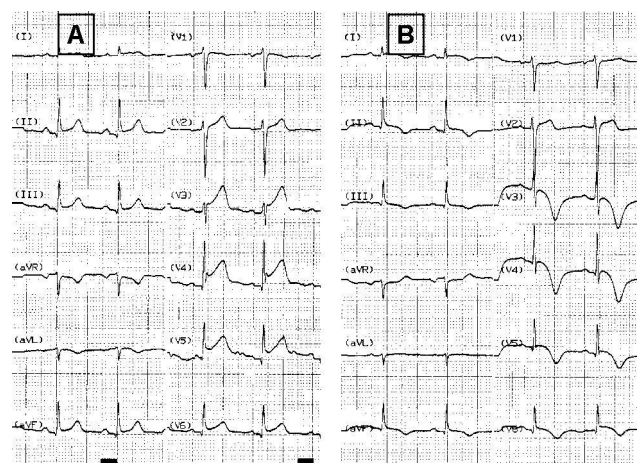 A
(I) (V1)
(II) (V2)
(III) (V3)
(aVR) (V4)
(aVL) (V5)
(aVF) (V6)
B
(I) (V1)
(II) (V2)
(III) (V3)
(aVR) (V4)
(aVL) (V5)
(aVF) (V6)